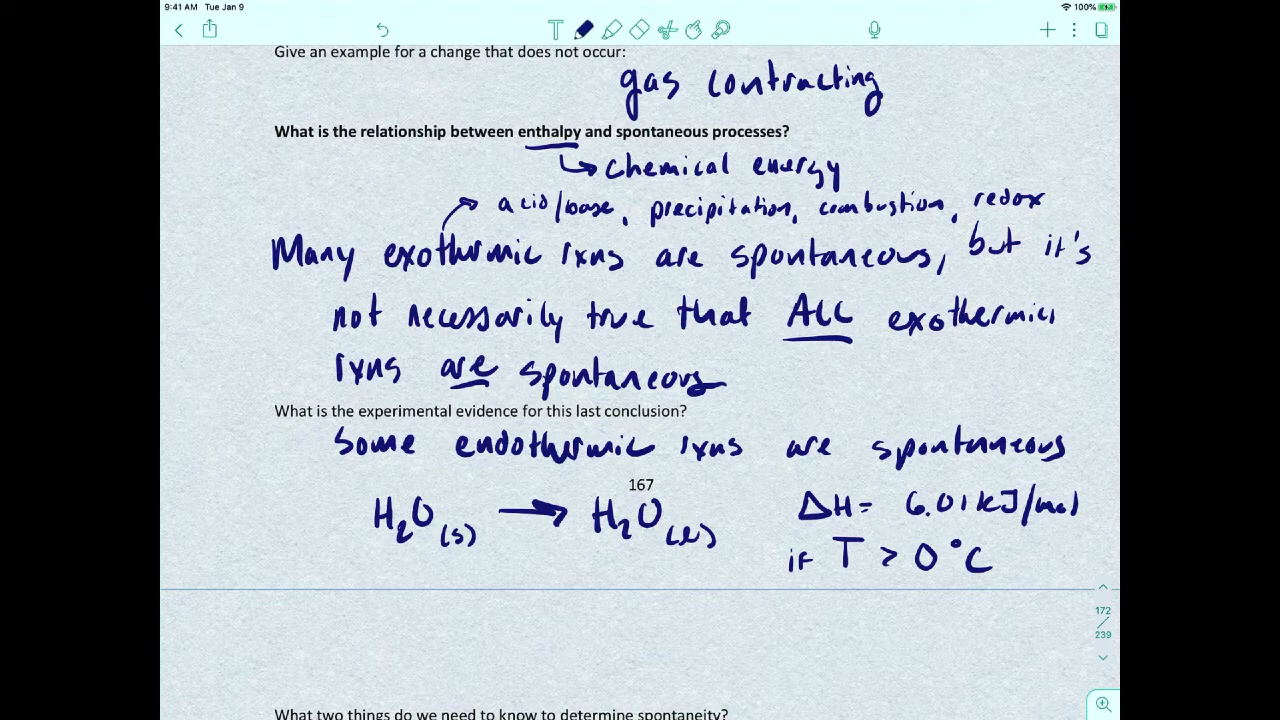 9:41 AM Tue Jan 9
100%
Give an example for a change that does not occur:
gas contracting
What is the relationship between enthalpy and spontaneous processes?
chemical energy
acid/base, precipitation, combustion, redox
Many exothermic rxns are spontaneous, but it's
not necessarily true that ALL exothermic
rxns are spontaneous
What is the experimental evidence for this last conclusion?
Some endothermic rxns are spontaneous
167
H₂O(s) → H₂O(l) ΔH = 6.01 kJ/mol
if T > 0 °C
172
/
239
What two things do we need to know to determine spontaneity?